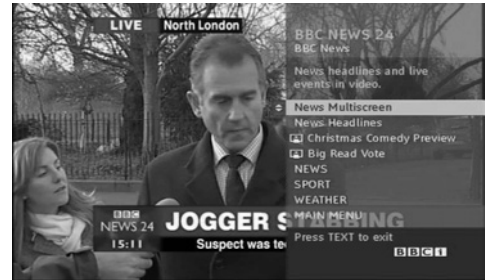 LIVE North London
BBC NEWS 24
BBC News
News headlines and live
events in video.
News Multiscreen
News Headlines
Christmas Comedy Preview
Big Read Vote
NEWS
SPORT
WEATHER
MAIN MENU
Press TEXT to exit
BBCi
BBC
NEWS 24
15:11
JOGGER STABBING
Suspect was